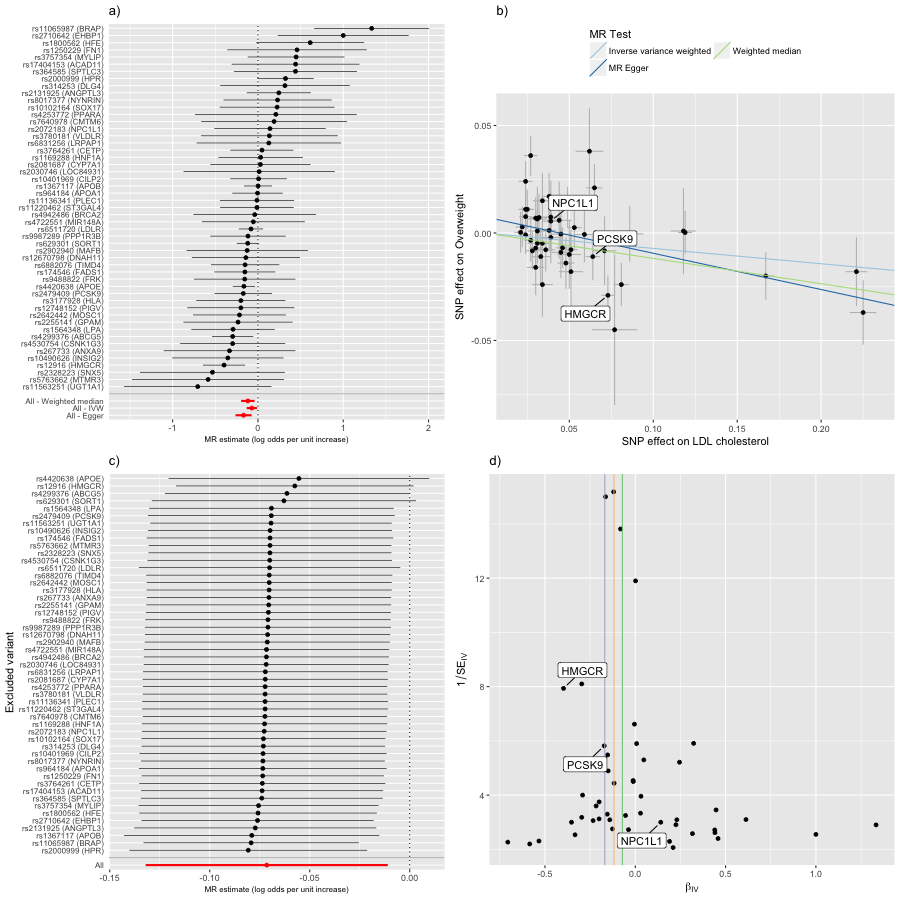 a)
rs11065987 (BRAP)
rs2710642 (EHBP1)
rs1800562 (HFE)
rs1250229 (FN1)
rs3757354 (MYLIP)
rs17404153 (ACAD11)
rs364585 (SPTLC3)
rs2000999 (HPR)
rs314253 (DLG4)
rs2131925 (ANGPTL3)
rs8017377 (NYNRIN)
rs10102164 (SOX17)
rs4253772 (PPARA)
rs7640978 (CMTM6)
rs2072183 (NPC1L1)
rs3780181 (VLDLR)
rs6831256 (LRPAP1)
rs3764261 (CETP)
rs1169288 (HNF1A)
rs2081687 (CYP7A1)
rs2030746 (LOC84931)
rs10401969 (CILP2)
rs1367117 (APOB)
rs964184 (APOA1)
rs11136341 (PLEC1)
rs11220462 (ST3GAL4)
rs4942486 (BRCA2)
rs4722551 (MIR148A)
rs6511720 (LDLR)
rs9987289 (PPP1R3B)
rs629301 (SORT1)
rs2902940 (MAFB)
rs12670798 (DNAH11)
rs6882076 (TIMD4)
rs174546 (FADS1)
rs9488822 (FRK)
rs4420638 (APOE)
rs2479409 (PCSK9)
rs3177928 (HLA)
rs12748152 (PIGV)
rs2642442 (MOSC1)
rs2255141 (GPAM)
rs1564348 (LPA)
rs4299376 (ABCG5)
rs4530754 (CSNK1G3)
rs267733 (ANXA9)
rs10490626 (INSIG2)
rs12916 (HMGCR)
rs2328223 (SNX5)
rs5763662 (MTMR3)
rs11563251 (UGT1A1)
All - Weighted median
All - IVW
All - Egger
-1 0 1 2
MR estimate (log odds per unit increase)
b)
MR Test
Inverse variance weighted
Weighted median
MR Egger
SNP effect on Overweight
0.05
0.00
-0.05
NPC1L1
PCSK9
HMGCR
0.05 0.10 0.15 0.20
SNP effect on LDL cholesterol
c)
Excluded variant
rs4420638 (APOE)
rs12916 (HMGCR)
rs4299376 (ABCG5)
rs629301 (SORT1)
rs1564348 (LPA)
rs2479409 (PCSK9)
rs11563251 (UGT1A1)
rs10490626 (INSIG2)
rs174546 (FADS1)
rs5763662 (MTMR3)
rs2328223 (SNX5)
rs4530754 (CSNK1G3)
rs6511720 (LDLR)
rs6882076 (TIMD4)
rs2642442 (MOSC1)
rs3177928 (HLA)
rs267733 (ANXA9)
rs2255141 (GPAM)
rs12748152 (PIGV)
rs9488822 (FRK)
rs9987289 (PPP1R3B)
rs12670798 (DNAH11)
rs2902940 (MAFB)
rs4722551 (MIR148A)
rs4942486 (BRCA2)
rs2030746 (LOC84931)
rs6831256 (LRPAP1)
rs2081687 (CYP7A1)
rs4253772 (PPARA)
rs3780181 (VLDLR)
rs11136341 (PLEC1)
rs11220462 (ST3GAL4)
rs7640978 (CMTM6)
rs1169288 (HNF1A)
rs2072183 (NPC1L1)
rs10102164 (SOX17)
rs314253 (DLG4)
rs10401969 (CILP2)
rs8017377 (NYNRIN)
rs964184 (APOA1)
rs1250229 (FN1)
rs3764261 (CETP)
rs17404153 (ACAD11)
rs364585 (SPTLC3)
rs3757354 (MYLIP)
rs1800562 (HFE)
rs2710642 (EHBP1)
rs2131925 (ANGPTL3)
rs1367117 (APOB)
rs11065987 (BRAP)
rs2000999 (HPR)
All
-0.15 -0.10 -0.05 0.00
MR estimate (log odds per unit increase)
d)
1/SE_IV
12
8
4
HMGCR
PCSK9
NPC1L1
-0.5 0.0 0.5 1.0
β_IV